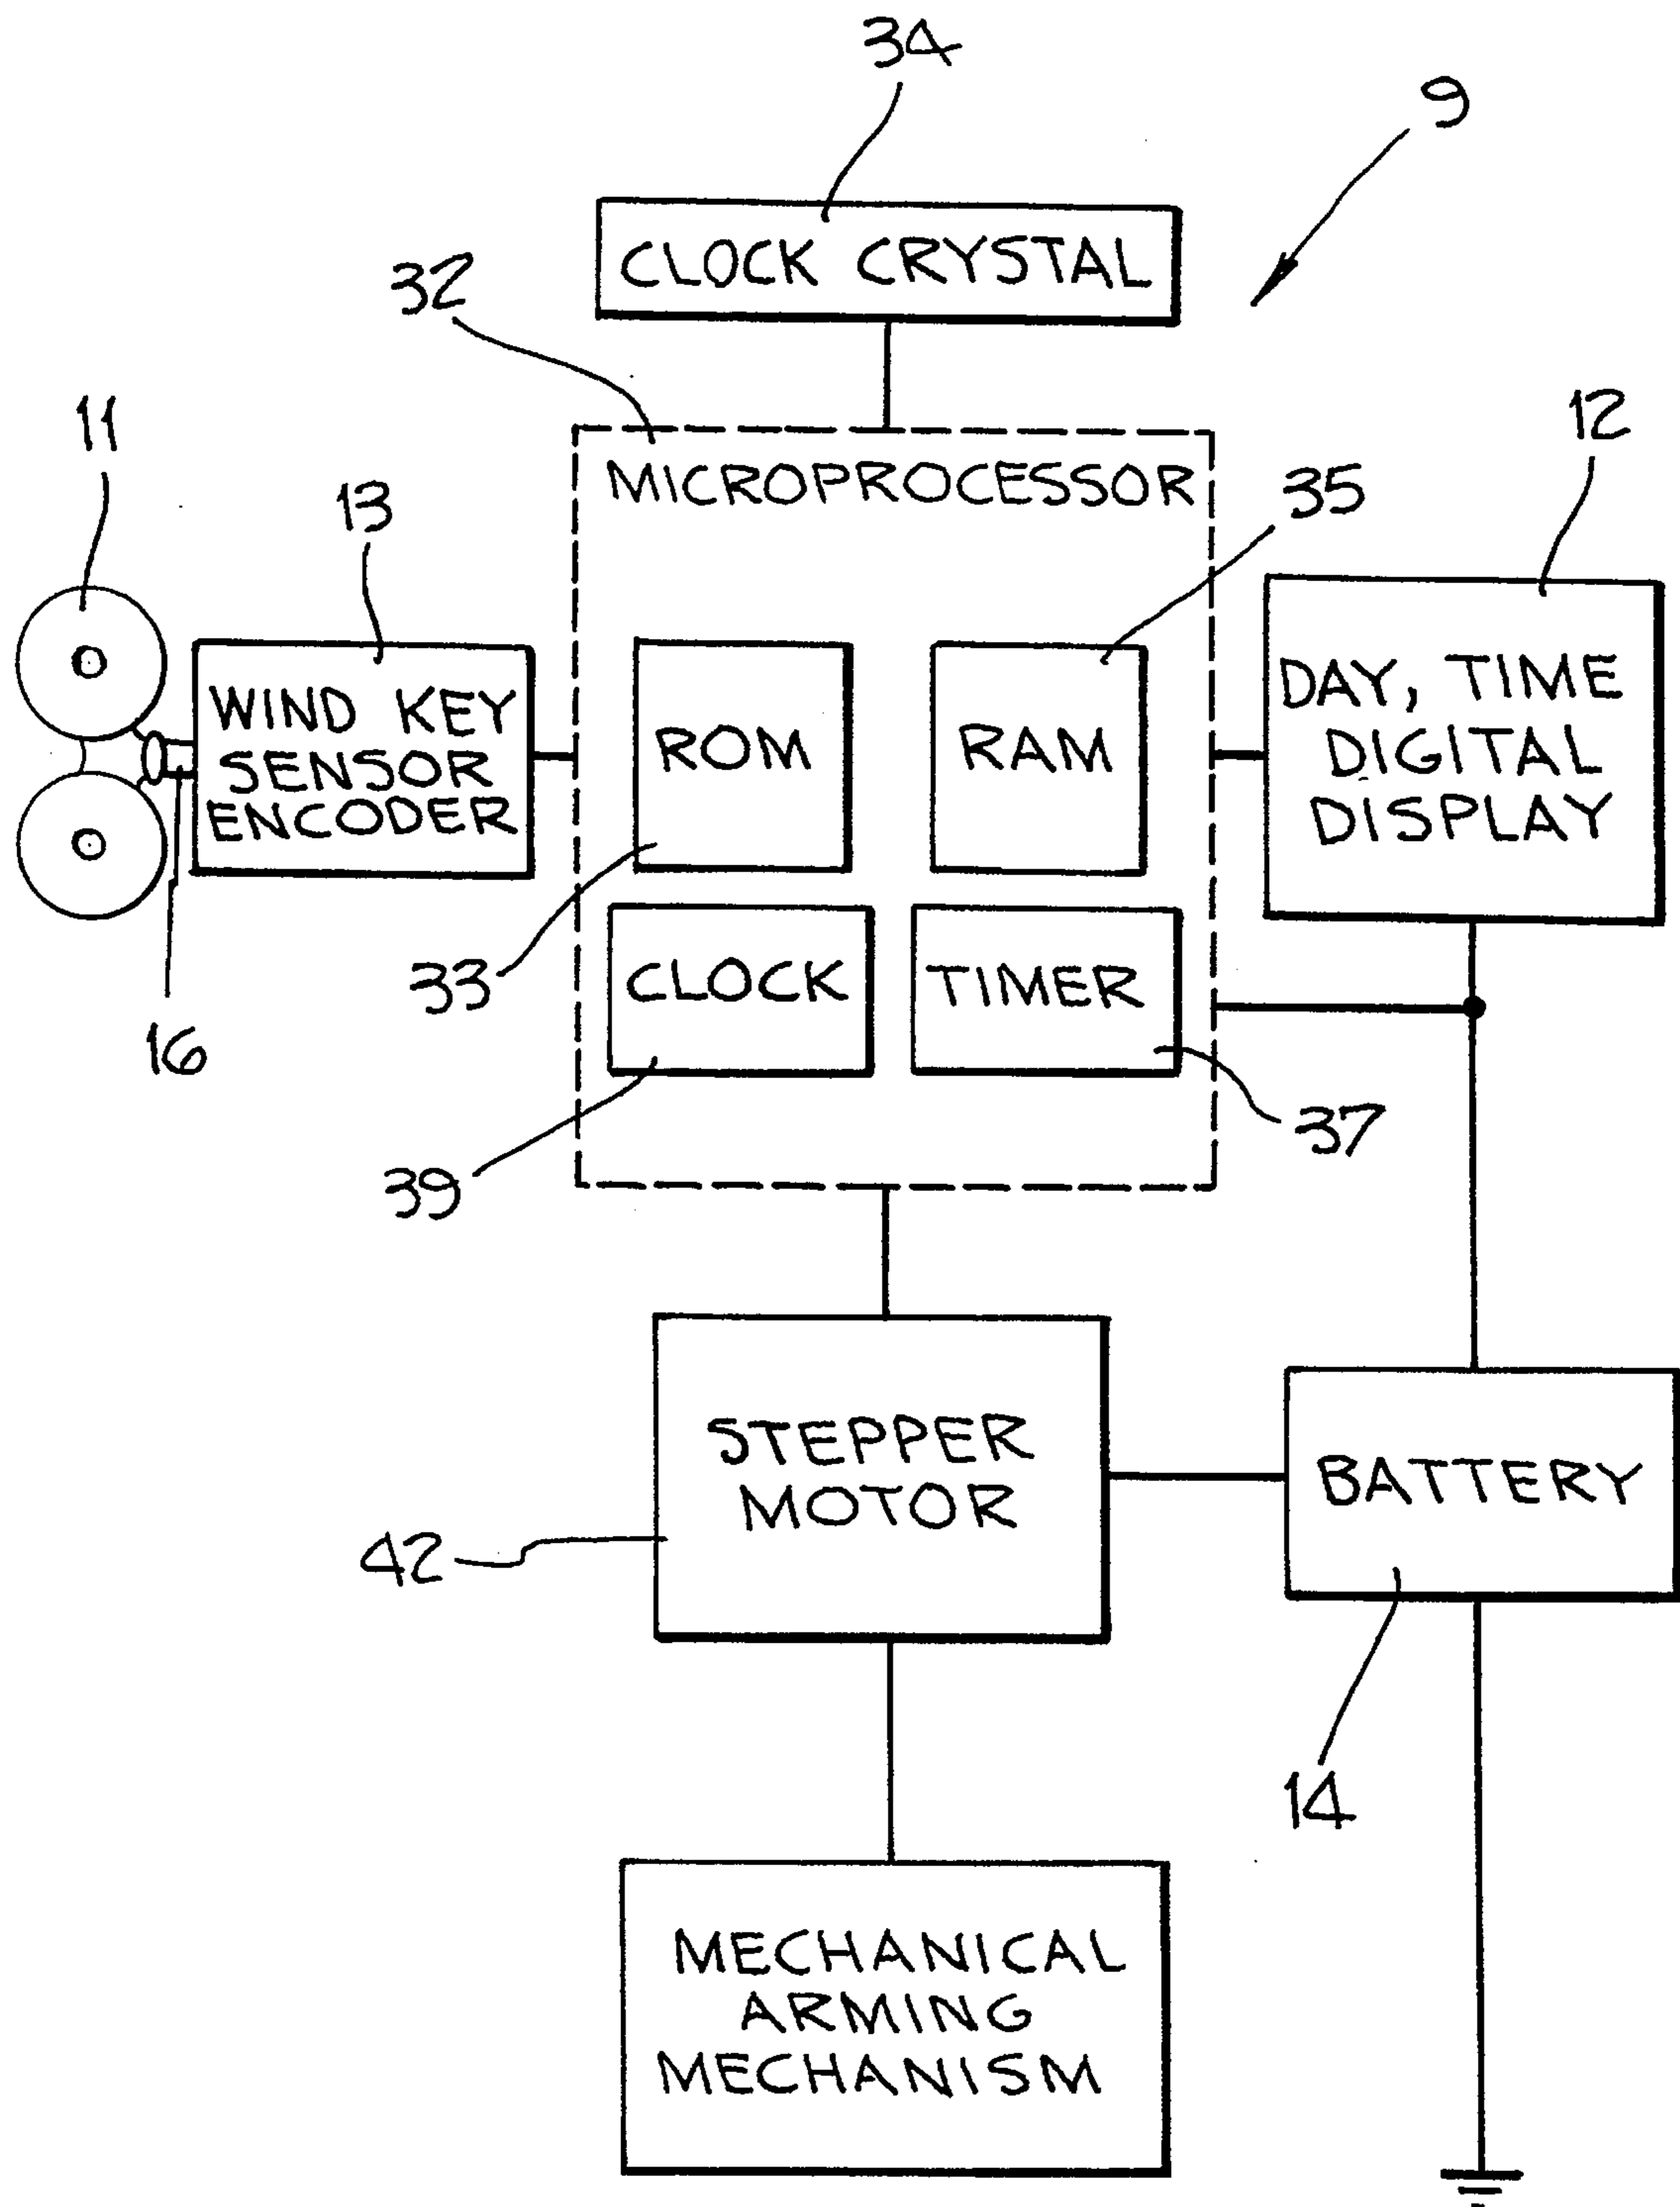 34
9
CLOCK CRYSTAL
32
11
12
MICROPROCESSOR
13
35
WIND KEY
SENSOR
ENCODER
ROM
RAM
DAY, TIME
DIGITAL
DISPLAY
33
CLOCK
TIMER
16
37
39
STEPPER
MOTOR
BATTERY
42
14
MECHANICAL
ARMING
MECHANISM